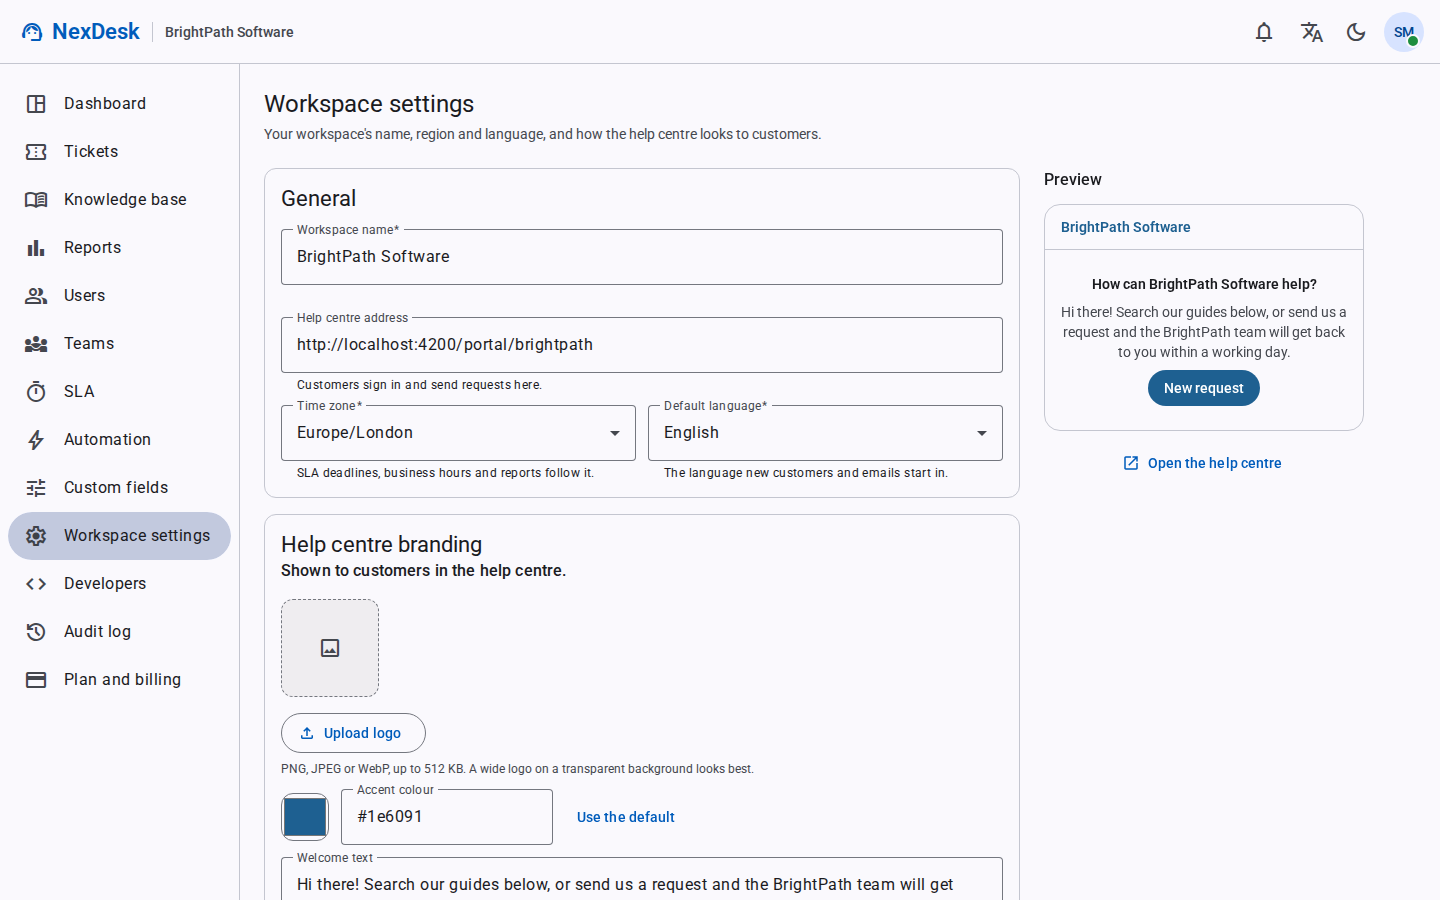 NexDesk
BrightPath Software
SM
Dashboard
Tickets
Knowledge base
Reports
Users
Teams
SLA
Automation
Custom fields
Workspace settings
Developers
Audit log
Plan and billing
Workspace settings
Your workspace's name, region and language, and how the help centre looks to customers.
General
Workspace name*
BrightPath Software
Help centre address
http://localhost:4200/portal/brightpath
Customers sign in and send requests here.
Time zone*
Europe/London
SLA deadlines, business hours and reports follow it.
Default language*
English
The language new customers and emails start in.
Help centre branding
Shown to customers in the help centre.
Upload logo
PNG, JPEG or WebP, up to 512 KB. A wide logo on a transparent background looks best.
Accent colour
#1e6091
Use the default
Welcome text
Hi there! Search our guides below, or send us a request and the BrightPath team will get
Preview
BrightPath Software
How can BrightPath Software help?
Hi there! Search our guides below, or send us a
request and the BrightPath team will get back
to you within a working day.
New request
Open the help centre